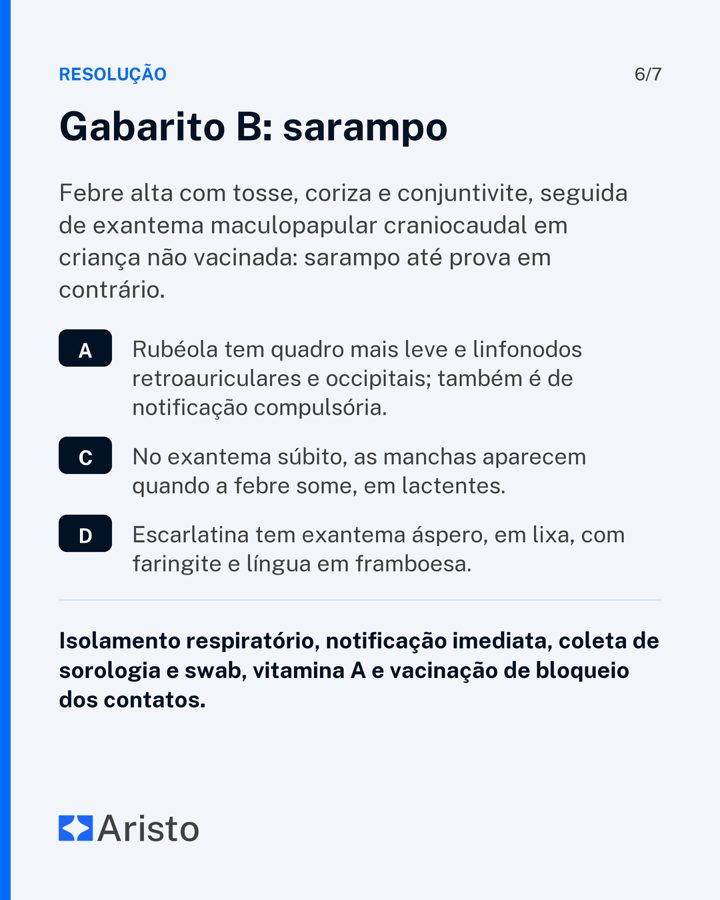 RESOLUÇÃO
6/7
Gabarito B: sarampo
Febre alta com tosse, coriza e conjuntivite, seguida
de exantema maculopapular craniocaudal em
criança não vacinada: sarampo até prova em
contrário.
A
Rubéola tem quadro mais leve e linfonodos
retroauriculares e occipitais; também é de
notificação compulsória.
C
No exantema súbito, as manchas aparecem
quando a febre some, em lactentes.
D
Escarlatina tem exantema áspero, em lixa, com
faringite e língua em framboesa.
Isolamento respiratório, notificação imediata, coleta de
sorologia e swab, vitamina A e vacinação de bloqueio
dos contatos.
Aristo